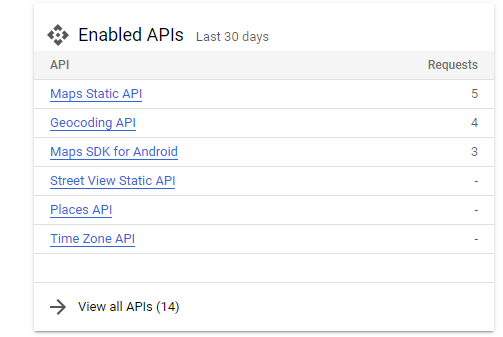 Enabled APIs Last 30 days
API Requests
Maps Static API 5
Geocoding API 4
Maps SDK for Android 3
Street View Static API -
Places API -
Time Zone API -
View all APIs (14)